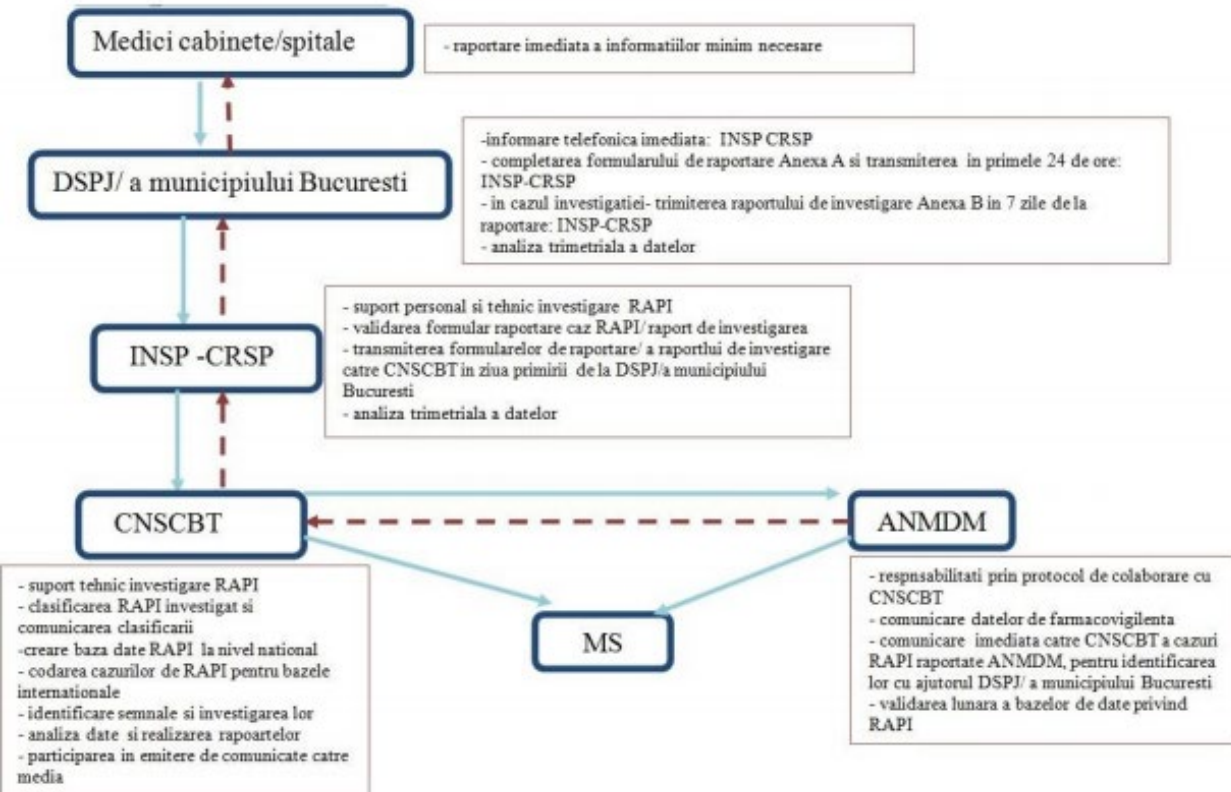 Medici cabinete/spitale
- raportare imediata a informatiilor minim necesare
DSPJ/ a municipiului Bucuresti
-informare telefonica imediata: INSP CRSP
- completarea formularului de raportare Anexa A si transmiterea in primele 24 de ore:
INSP-CRSP
- in cazul investigatiei- trimiterea raportului de investigare Anexa B in 7 zile de la
raportare: INSP-CRSP
- analiza trimetriala a datelor
INSP -CRSP
- suport personal si tehnic investigare RAPI
- validarea formular raportare caz RAPI/ raport de investigarea
- transmiterea formularelor de raportare/ a raportlui de investigare
catre CNSCBT in ziua primirii de la DSPJ/a municipiului
Bucuresti
- analiza trimetriala a datelor
CNSCBT
ANMDM
- suport tehnic investigare RAPI
- clasificarea RAPI investigat si
comunicarea clasificarii
-creare baza date RAPI la nivel national
- codarea cazurilor de RAPI pentru bazele
internationale
- identificare semnale si investigarea lor
- analiza date si realizarea rapoartelor
- participarea in emitere de comunicate catre
media
MS
- respnsabilitati prin protocol de colaborare cu
CNSCBT
- comunicare datelor de farmacovigilenta
- comunicare imediata catre CNSCBT a cazuri
RAPI raportate ANMDM, pentru identificarea
lor cu ajutorul DSPJ/ a municipiului Bucuresti
- validarea lunara a bazelor de date privind
RAPI